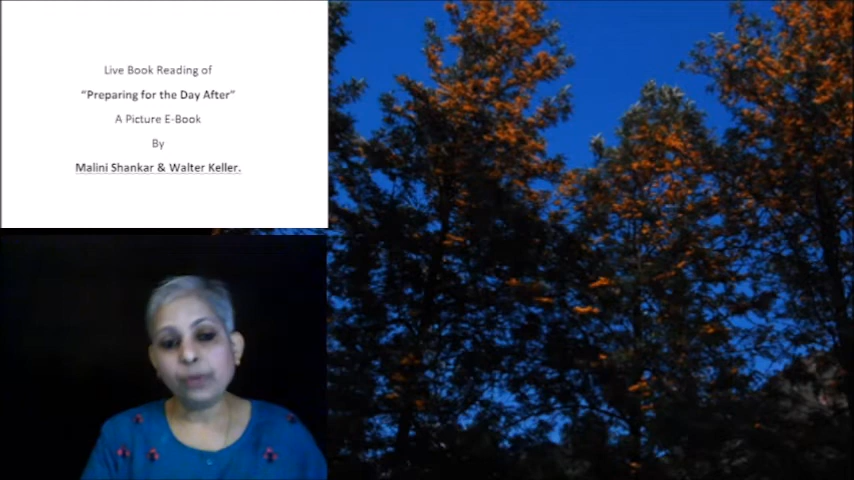 Live Book Reading of
“Preparing for the Day After”
A Picture E-Book
By
Malini Shankar & Walter Keller.